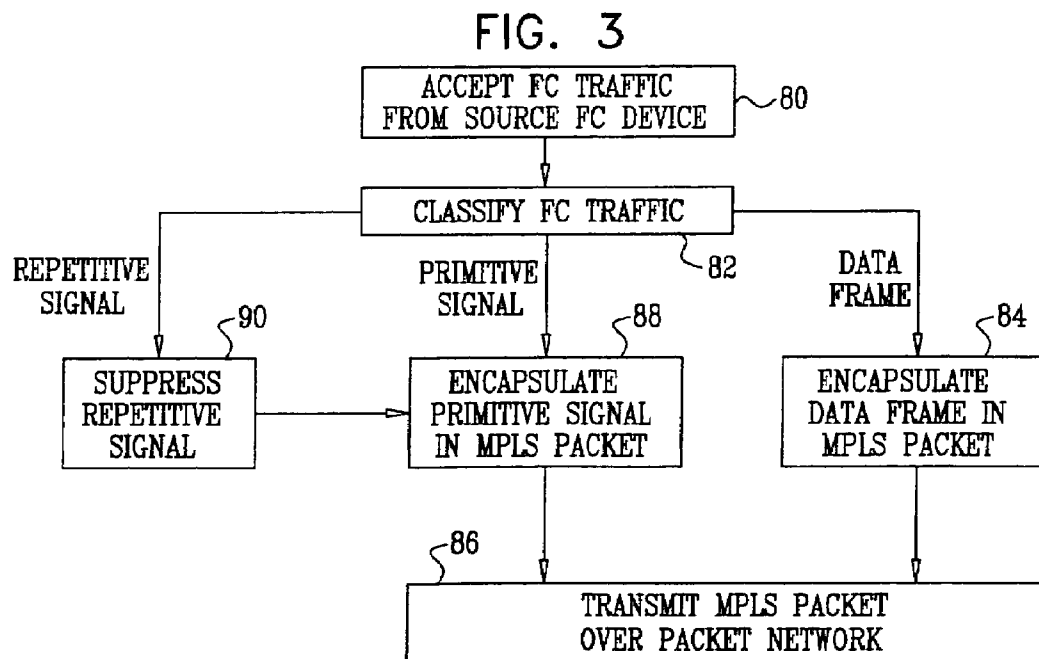 FIG. 3
ACCEPT FC TRAFFIC
FROM SOURCE FC DEVICE
80
CLASSIFY FC TRAFFIC
82
REPETITIVE
SIGNAL
PRIMITIVE
SIGNAL
DATA
FRAME
90
SUPPRESS
REPETITIVE
SIGNAL
88
ENCAPSULATE
PRIMITIVE SIGNAL
IN MPLS PACKET
84
ENCAPSULATE
DATA FRAME IN
MPLS PACKET
86
TRANSMIT MPLS PACKET
OVER PACKET NETWORK